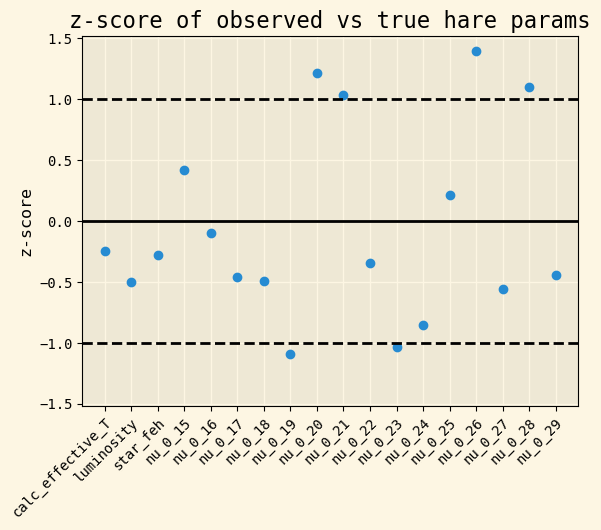 z-score of observed vs true hare params
1.5
1.0
0.5
0.0
−0.5
−1.0
−1.5
z-score
calc_effective_T
luminosity
star_feh
nu_0_15
nu_0_16
nu_0_17
nu_0_18
nu_0_19
nu_0_20
nu_0_21
nu_0_22
nu_0_23
nu_0_24
nu_0_25
nu_0_26
nu_0_27
nu_0_28
nu_0_29